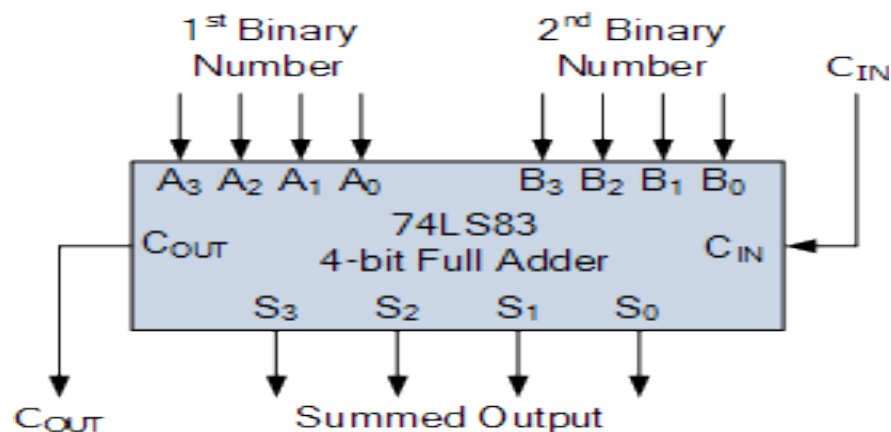 1st Binary Number
2nd Binary Number
CIN
A3 A2 A1 A0 B3 B2 B1 B0
74LS83
COUT 4-bit Full Adder CIN
S3 S2 S1 S0
COUT Summed Output